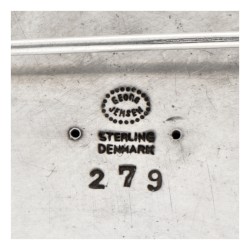 GEORG
JENSEN
STERLING
DENMARK
279